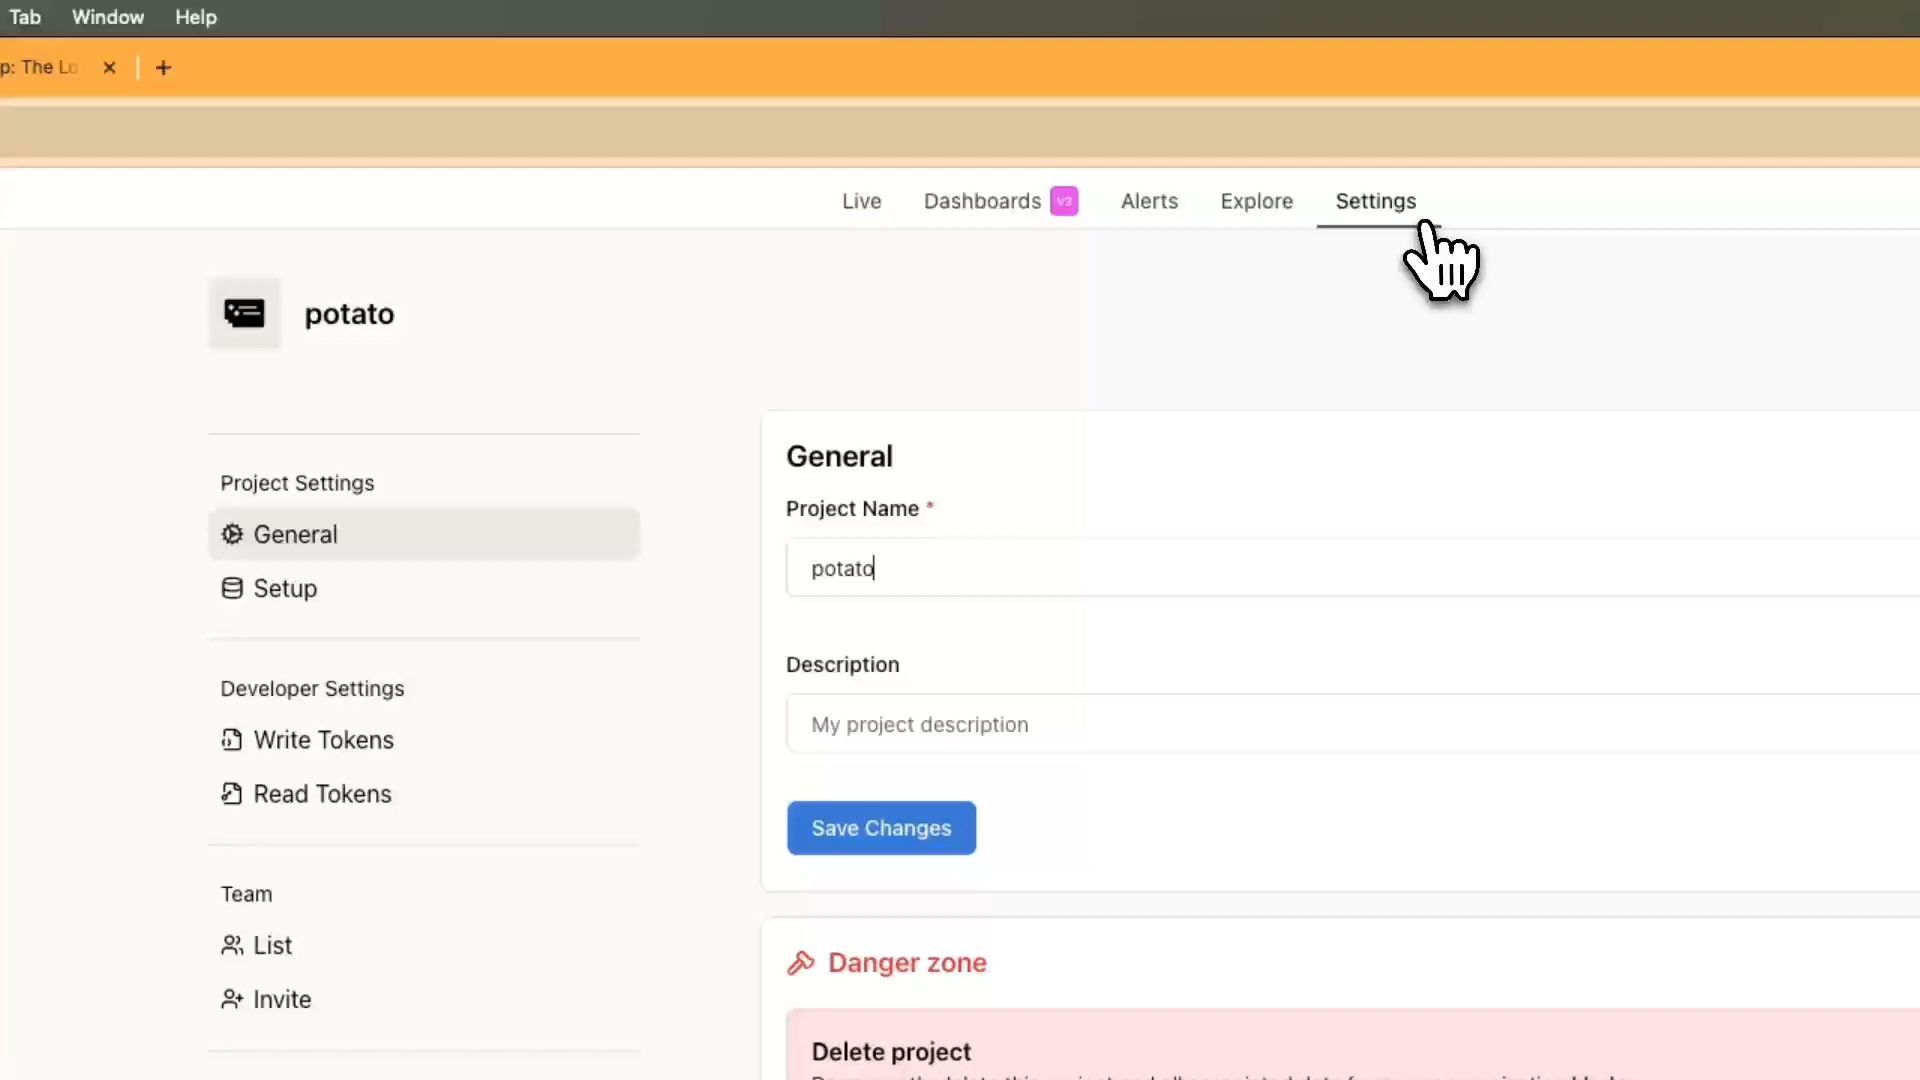 Tab Window Help
p: The Lo
Live Dashboards V2 Alerts Explore Settings
potato
Project Settings
General
Setup
Developer Settings
Write Tokens
Read Tokens
Team
List
Invite
General
Project Name *
potato
Description
My project description
Save Changes
Danger zone
Delete project